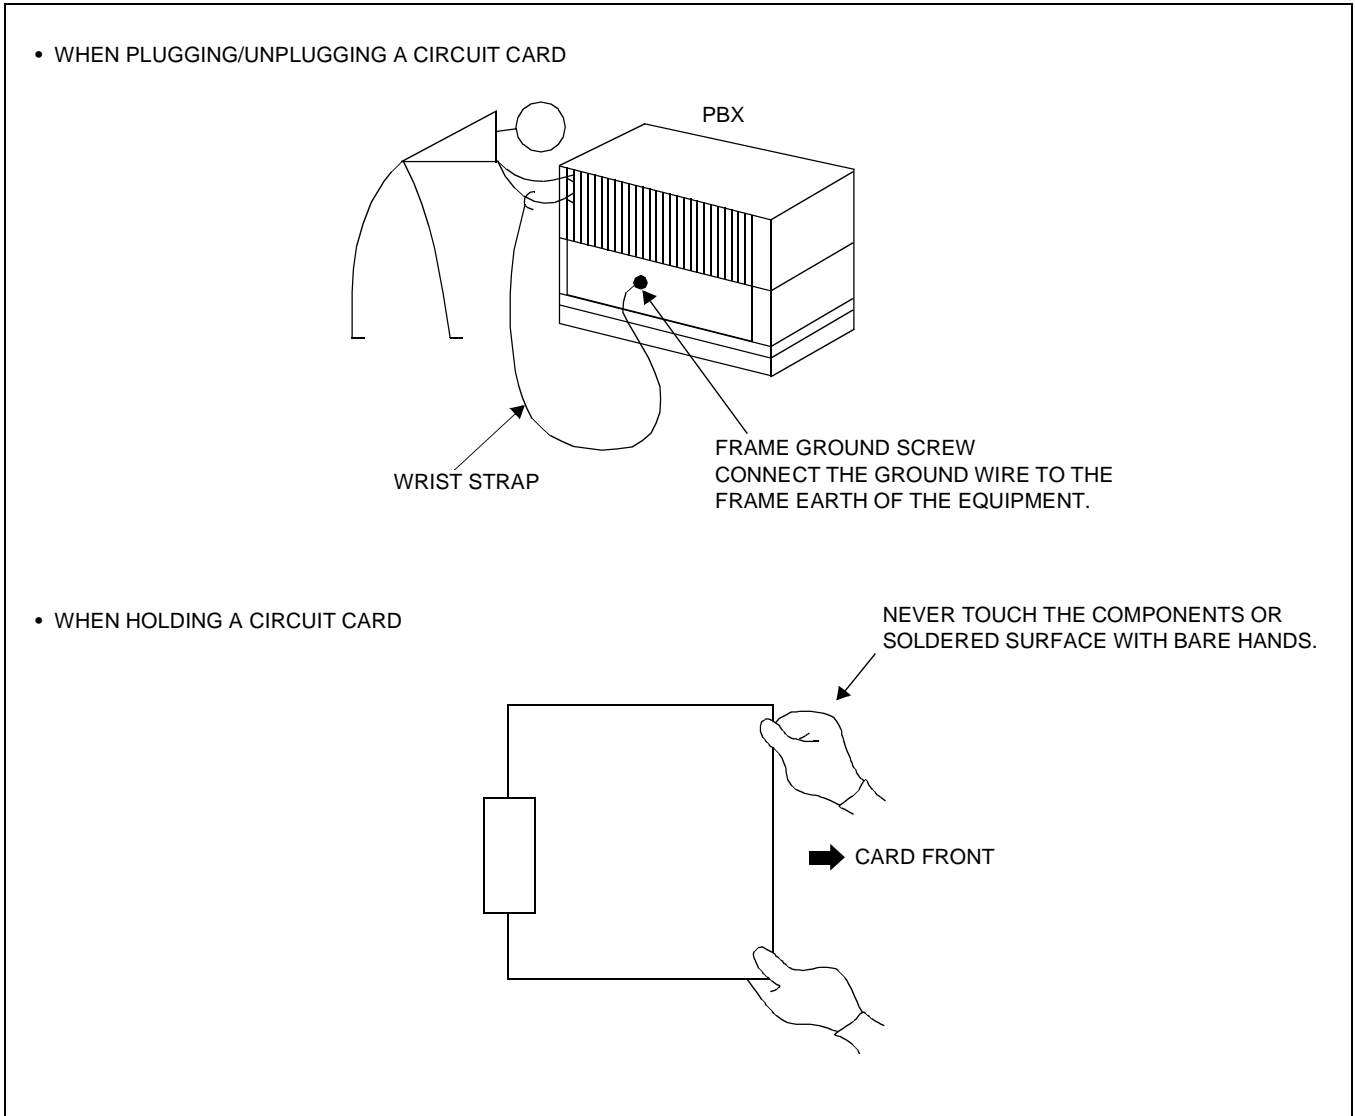 • WHEN PLUGGING/UNPLUGGING A CIRCUIT CARD
PBX
WRIST STRAP
FRAME GROUND SCREW
CONNECT THE GROUND WIRE TO THE
FRAME EARTH OF THE EQUIPMENT.
• WHEN HOLDING A CIRCUIT CARD
NEVER TOUCH THE COMPONENTS OR
SOLDERED SURFACE WITH BARE HANDS.
CARD FRONT